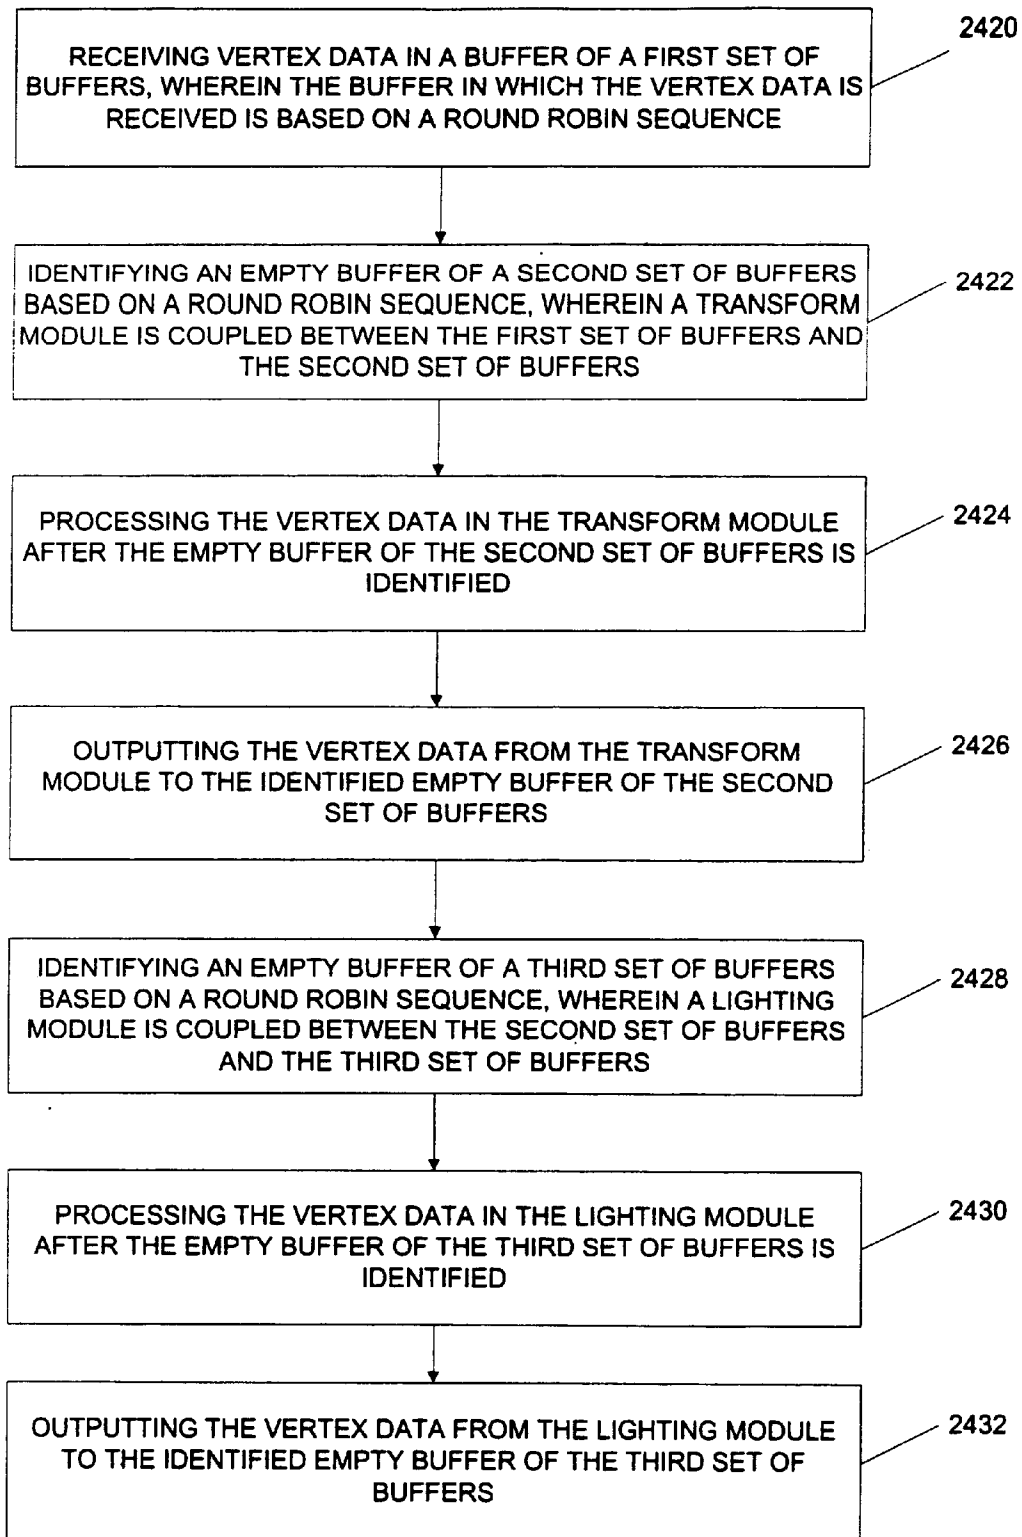 2420
RECEIVING VERTEX DATA IN A BUFFER OF A FIRST SET OF
BUFFERS, WHEREIN THE BUFFER IN WHICH THE VERTEX DATA IS
RECEIVED IS BASED ON A ROUND ROBIN SEQUENCE
2422
IDENTIFYING AN EMPTY BUFFER OF A SECOND SET OF BUFFERS
BASED ON A ROUND ROBIN SEQUENCE, WHEREIN A TRANSFORM
MODULE IS COUPLED BETWEEN THE FIRST SET OF BUFFERS AND
THE SECOND SET OF BUFFERS
2424
PROCESSING THE VERTEX DATA IN THE TRANSFORM MODULE
AFTER THE EMPTY BUFFER OF THE SECOND SET OF BUFFERS IS
IDENTIFIED
2426
OUTPUTTING THE VERTEX DATA FROM THE TRANSFORM
MODULE TO THE IDENTIFIED EMPTY BUFFER OF THE SECOND
SET OF BUFFERS
2428
IDENTIFYING AN EMPTY BUFFER OF A THIRD SET OF BUFFERS
BASED ON A ROUND ROBIN SEQUENCE, WHEREIN A LIGHTING
MODULE IS COUPLED BETWEEN THE SECOND SET OF BUFFERS
AND THE THIRD SET OF BUFFERS
2430
PROCESSING THE VERTEX DATA IN THE LIGHTING MODULE
AFTER THE EMPTY BUFFER OF THE THIRD SET OF BUFFERS IS
IDENTIFIED
2432
OUTPUTTING THE VERTEX DATA FROM THE LIGHTING MODULE
TO THE IDENTIFIED EMPTY BUFFER OF THE THIRD SET OF
BUFFERS